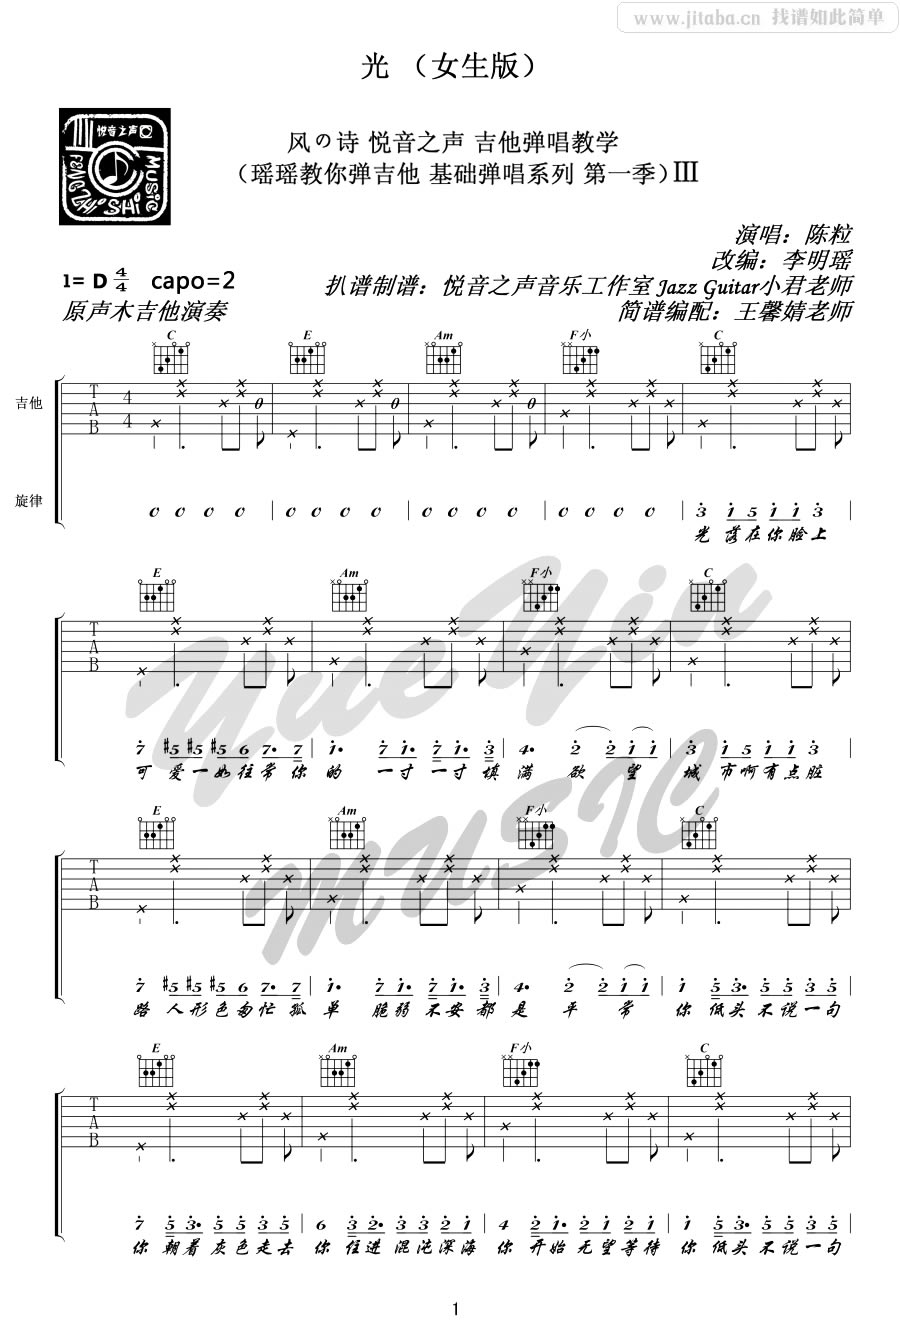 www.jitaba.cn 找谱如此简单
光 （女生版）
悦音之声
MUSIC
FENG ZHI SHI
风の诗 悦音之声 吉他弹唱教学
（瑶瑶教你弹吉他 基础弹唱系列 第一季）III
演唱：陈粒
改编：李明瑶
1= D 4/4 capo=2
扒谱制谱：悦音之声音乐工作室 Jazz Guitar小君老师
原声木吉他演奏
简谱编配：王馨婧老师
C E Am F小 C
吉他
T A B 4 4
旋律
0 0 0 0 0 0 0 0 0 0 0 0 0 0 0 0 3 1 5 1 1 3
光 落在你脸上
E Am F小 C
T A B
7 #5 #5 #5 6 7· 7 1· 7 1· 7 1· 3 4· 2 2 1 1 3 5 1 1 5
可 爱一如往常你 的 一寸一寸填 满 欲 望 城 市啊有点脏
E Am F小 C
T A B
7 #5 #5 #5 6 7· 7 1· 7 1· 7 1· 3 4· 2 2 1 1 1 5 3· 5 5 3 5
路 人形色匆忙孤 单 脆弱不安都 是 平 常 你 低头不说一句
E Am F小 C
T A B
7 5 3· 5 5 3 5 6 3 2· 3 3 2 1 4 2 1· 2 2 1 2 1 5 3· 5 5 3 5
你 朝着灰色走去 你 住进混沌深海 你 开始无望等待 你 低头不说一句
YueYin
MUSIC
1